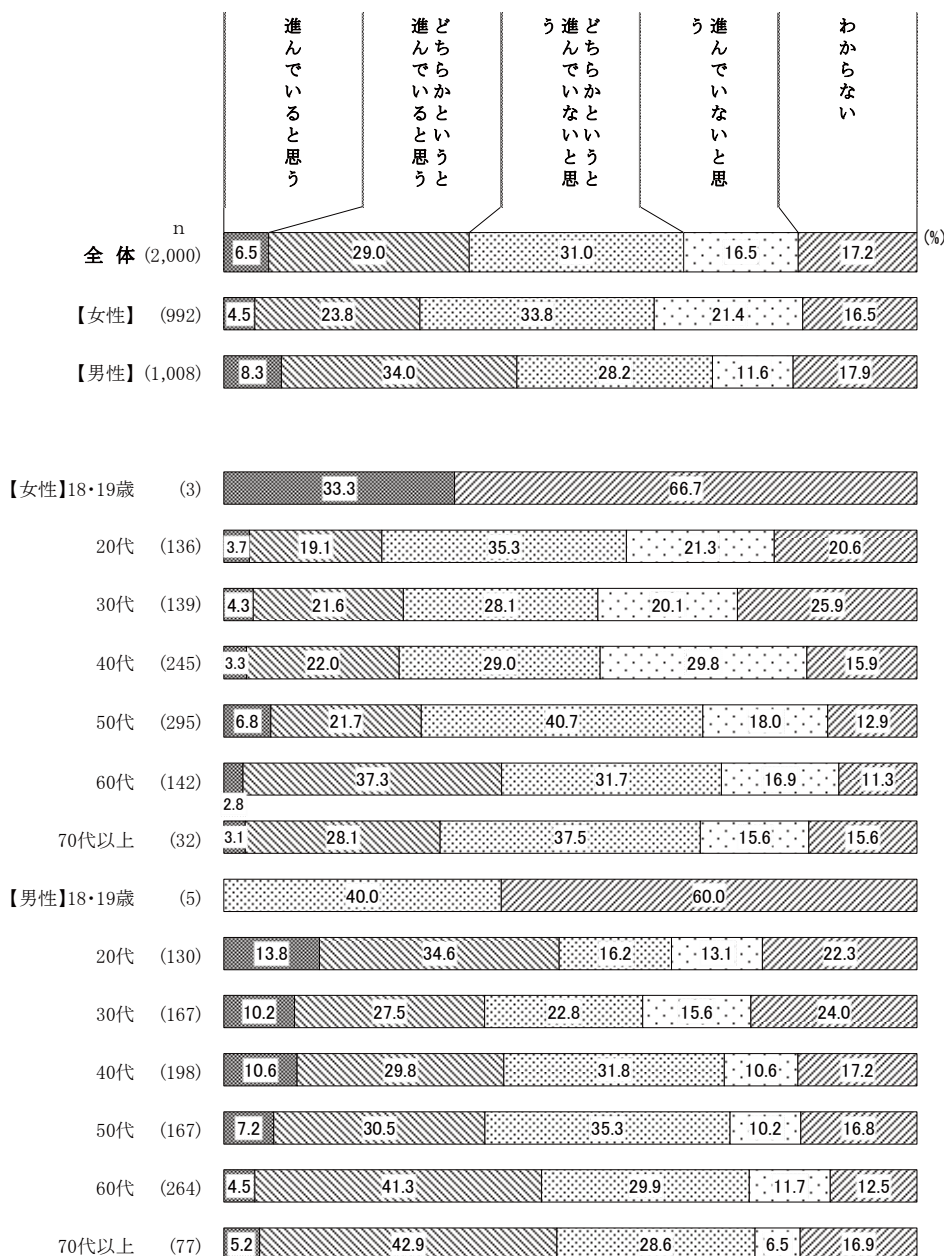 進んでいると思う
どちらかというと
進んでいると思う
どちらかというと
進んでいないと思
う
進んでいないと思
う
わからない
n
(%)
全 体 (2,000) 6.5 29.0 31.0 16.5 17.2
【女性】 (992) 4.5 23.8 33.8 21.4 16.5
【男性】 (1,008) 8.3 34.0 28.2 11.6 17.9
【女性】18・19歳 (3) 33.3 66.7
20代 (136) 3.7 19.1 35.3 21.3 20.6
30代 (139) 4.3 21.6 28.1 20.1 25.9
40代 (245) 3.3 22.0 29.0 29.8 15.9
50代 (295) 6.8 21.7 40.7 18.0 12.9
60代 (142) 2.8 37.3 31.7 16.9 11.3
70代以上 (32) 3.1 28.1 37.5 15.6 15.6
【男性】18・19歳 (5) 40.0 60.0
20代 (130) 13.8 34.6 16.2 13.1 22.3
30代 (167) 10.2 27.5 22.8 15.6 24.0
40代 (198) 10.6 29.8 31.8 10.6 17.2
50代 (167) 7.2 30.5 35.3 10.2 16.8
60代 (264) 4.5 41.3 29.9 11.7 12.5
70代以上 (77) 5.2 42.9 28.6 6.5 16.9